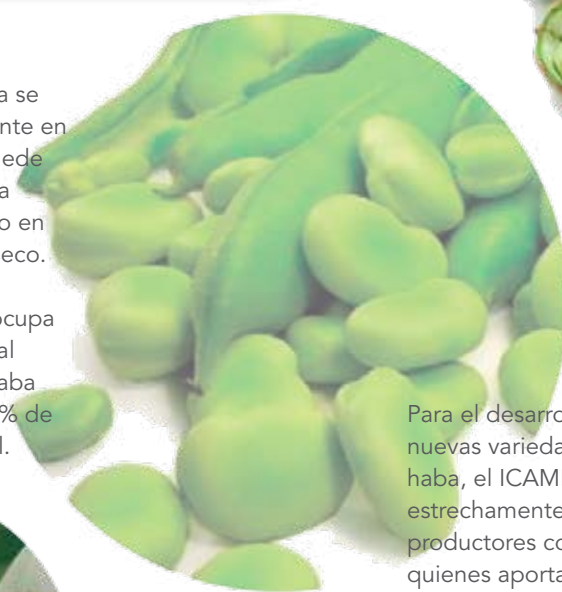 a se
nte en
ede
a
o en
eco.
ocupa
al
aba
% de
l.
Para el desarro
nuevas varieda
haba, el ICAM
estrechamente
productores co
quienes aporta